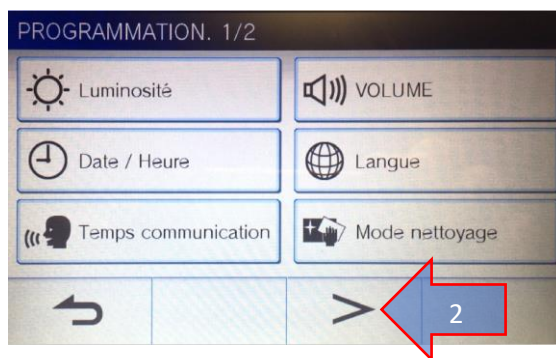 PROGRAMMATION. 1/2
Luminosité
VOLUME
Date / Heure
Langue
Temps communication
Mode nettoyage
> 2